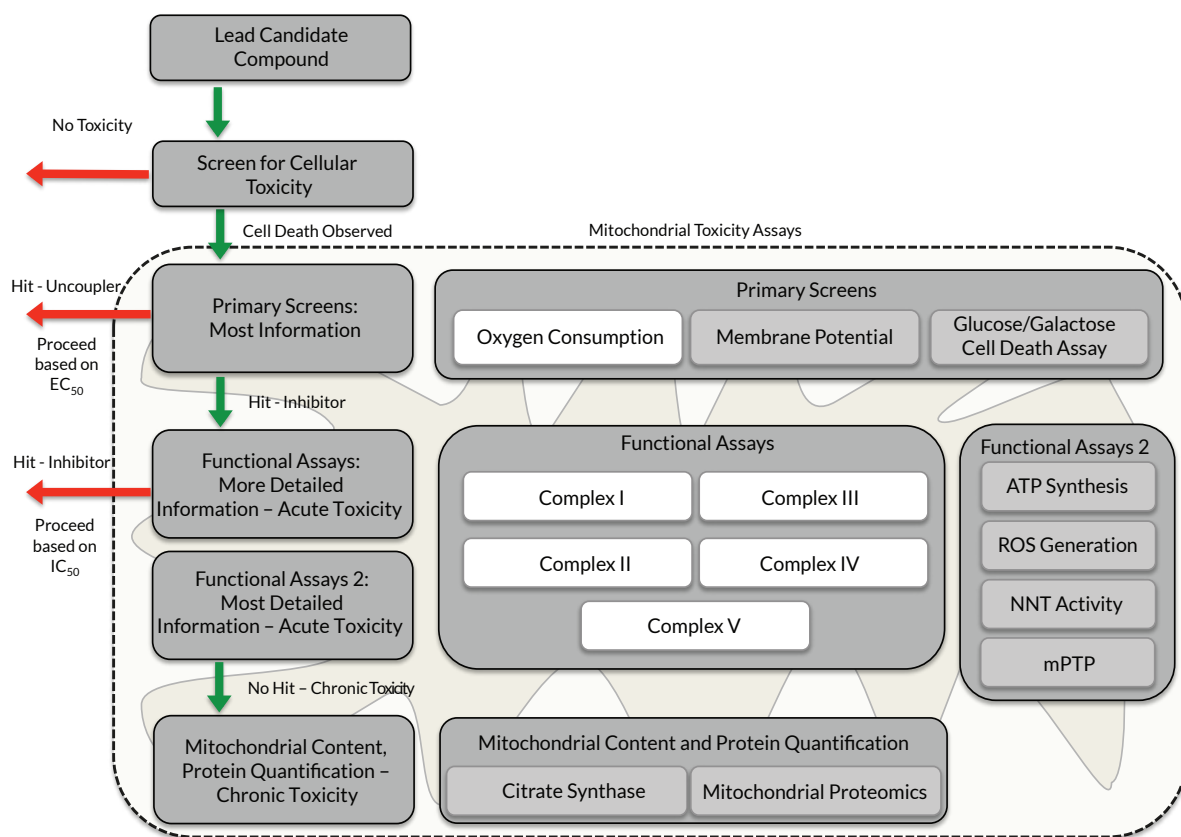 Lead Candidate
Compound
No Toxicity
Screen for Cellular
Toxicity
Cell Death Observed
Mitochondrial Toxicity Assays
Hit - Uncoupler
Proceed
based on
EC50
Primary Screens:
Most Information
Primary Screens
Oxygen Consumption
Membrane Potential
Glucose/Galactose
Cell Death Assay
Hit - Inhibitor
Hit - Inhibitor
Proceed
based on
IC50
Functional Assays:
More Detailed
Information – Acute Toxicity
Functional Assays
Complex I
Complex III
Complex II
Complex IV
Complex V
Functional Assays 2
ATP Synthesis
ROS Generation
NNT Activity
mPTP
Functional Assays 2:
Most Detailed
Information – Acute Toxicity
No Hit – Chronic Toxicity
Mitochondrial Content,
Protein Quantification –
Chronic Toxicity
Mitochondrial Content and Protein Quantification
Citrate Synthase
Mitochondrial Proteomics